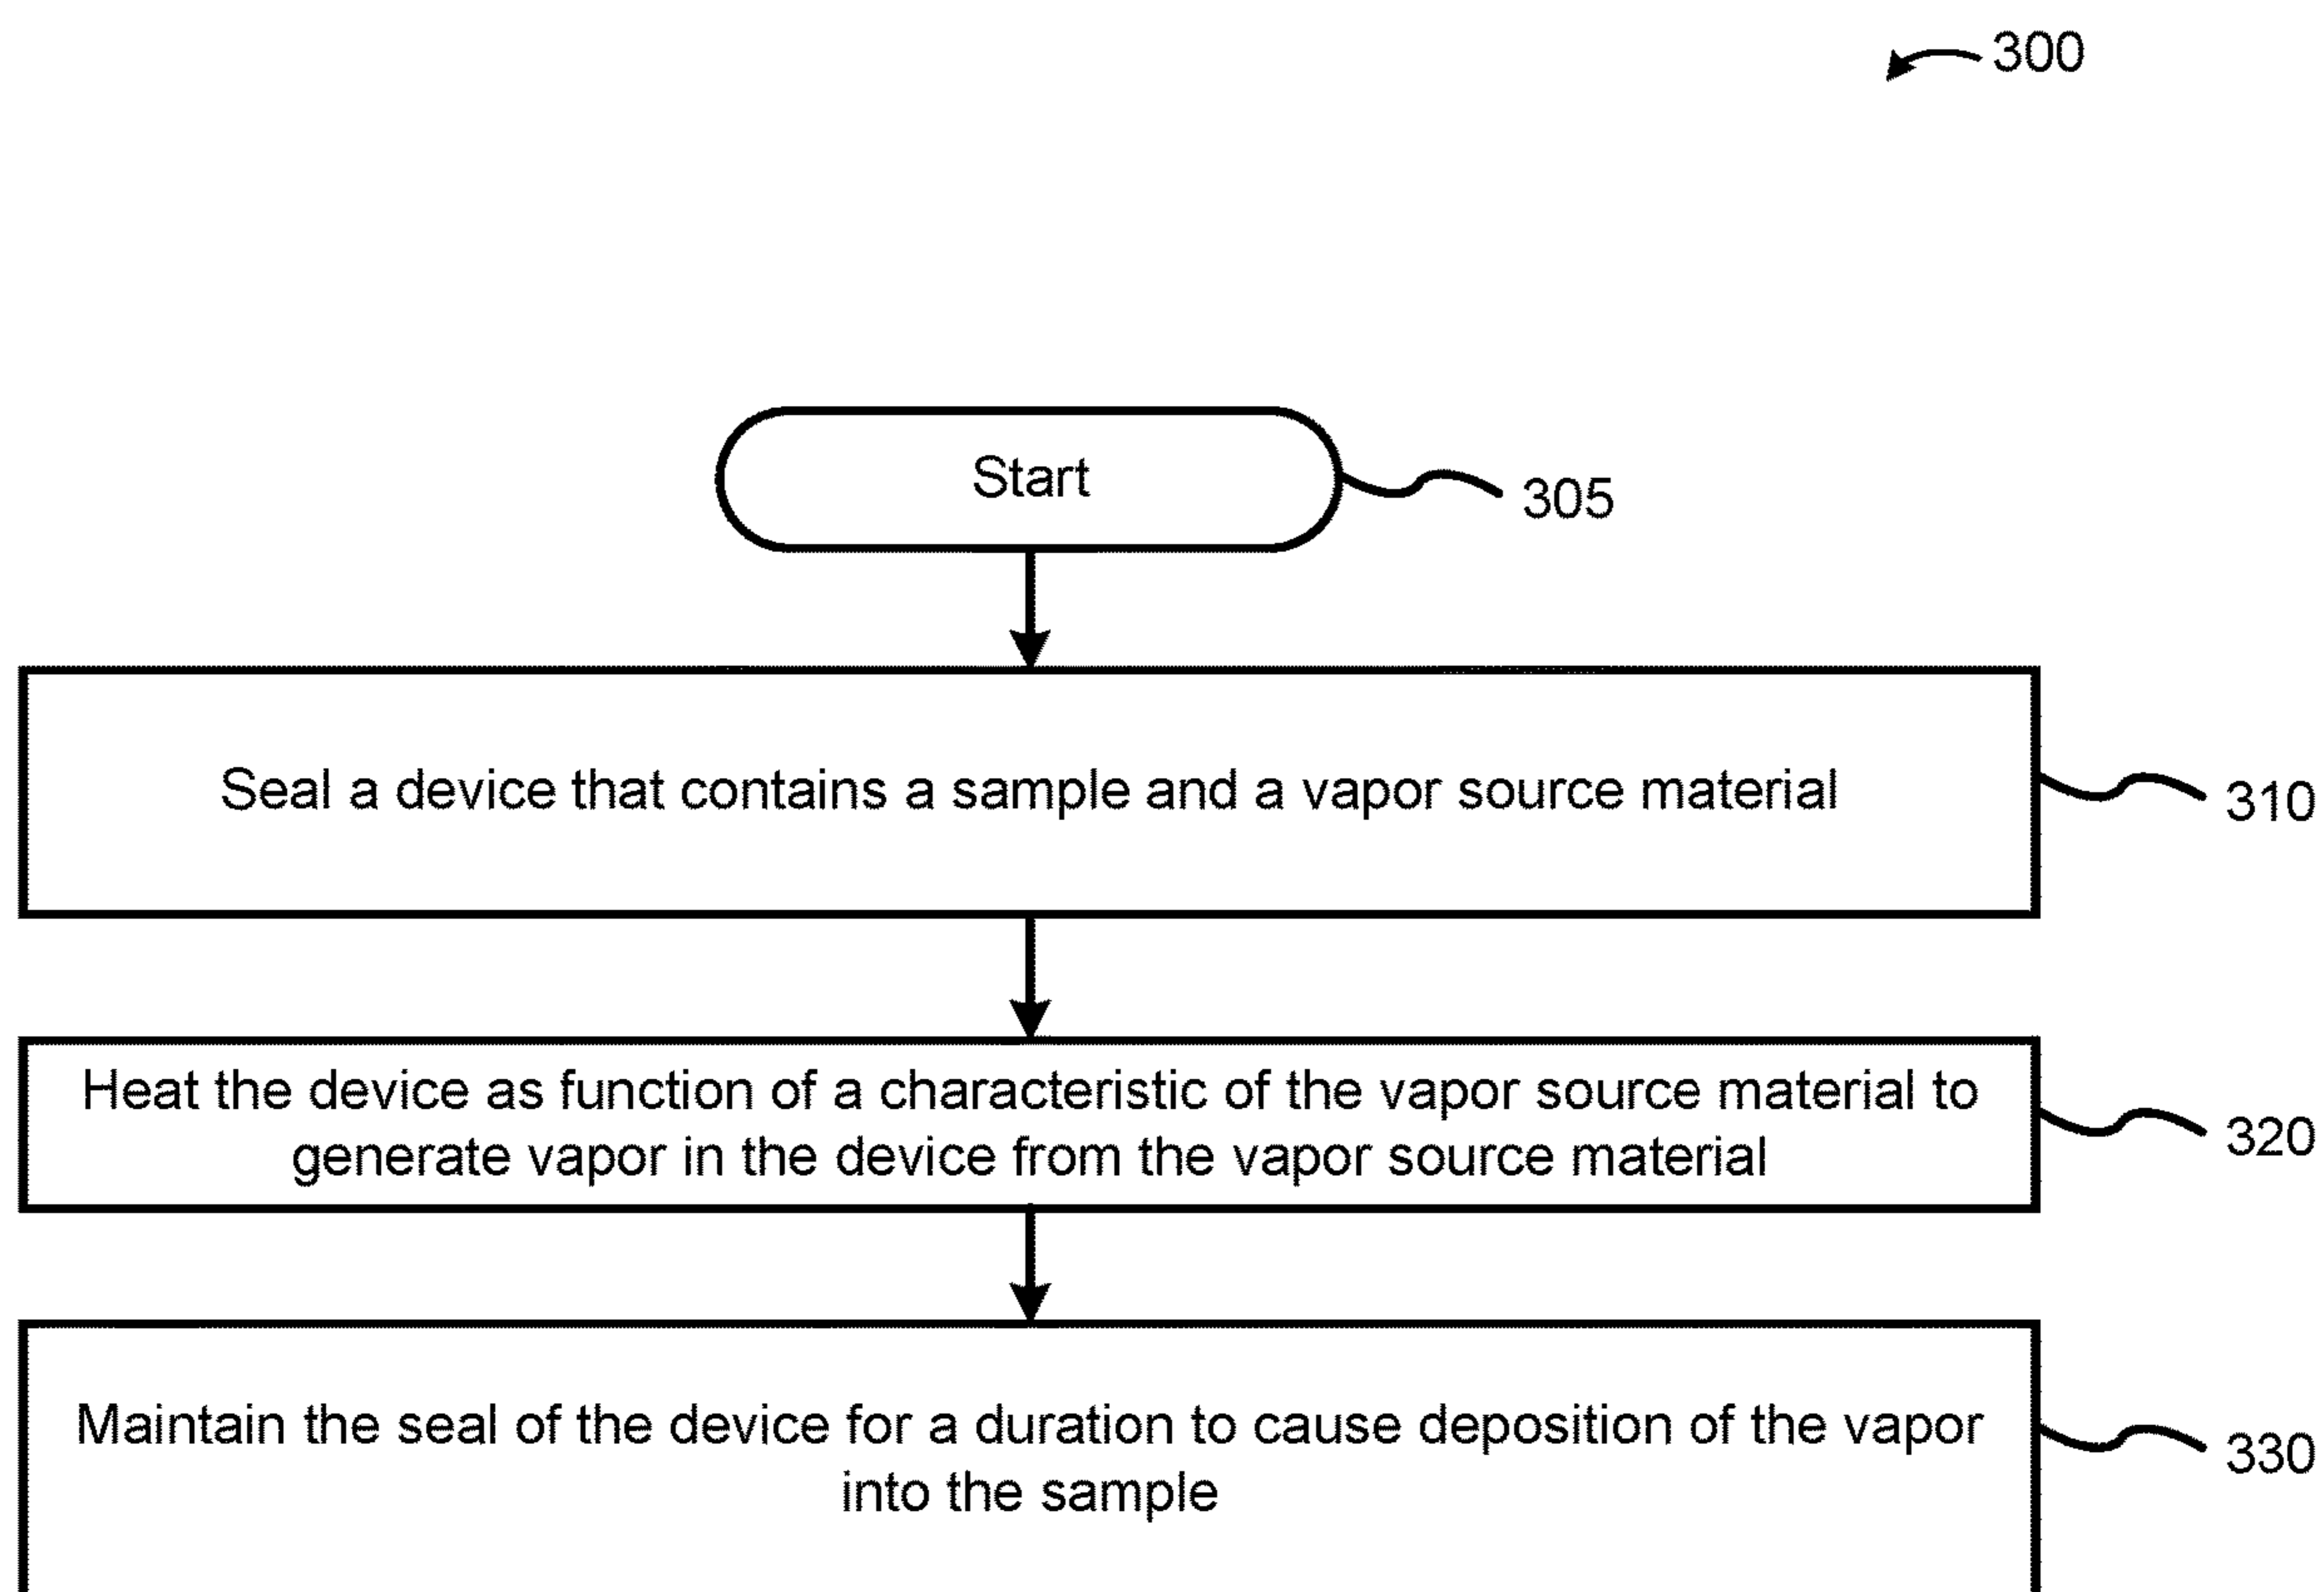 300
Start
305
Seal a device that contains a sample and a vapor source material
310
Heat the device as function of a characteristic of the vapor source material to
generate vapor in the device from the vapor source material
320
Maintain the seal of the device for a duration to cause deposition of the vapor
into the sample
330